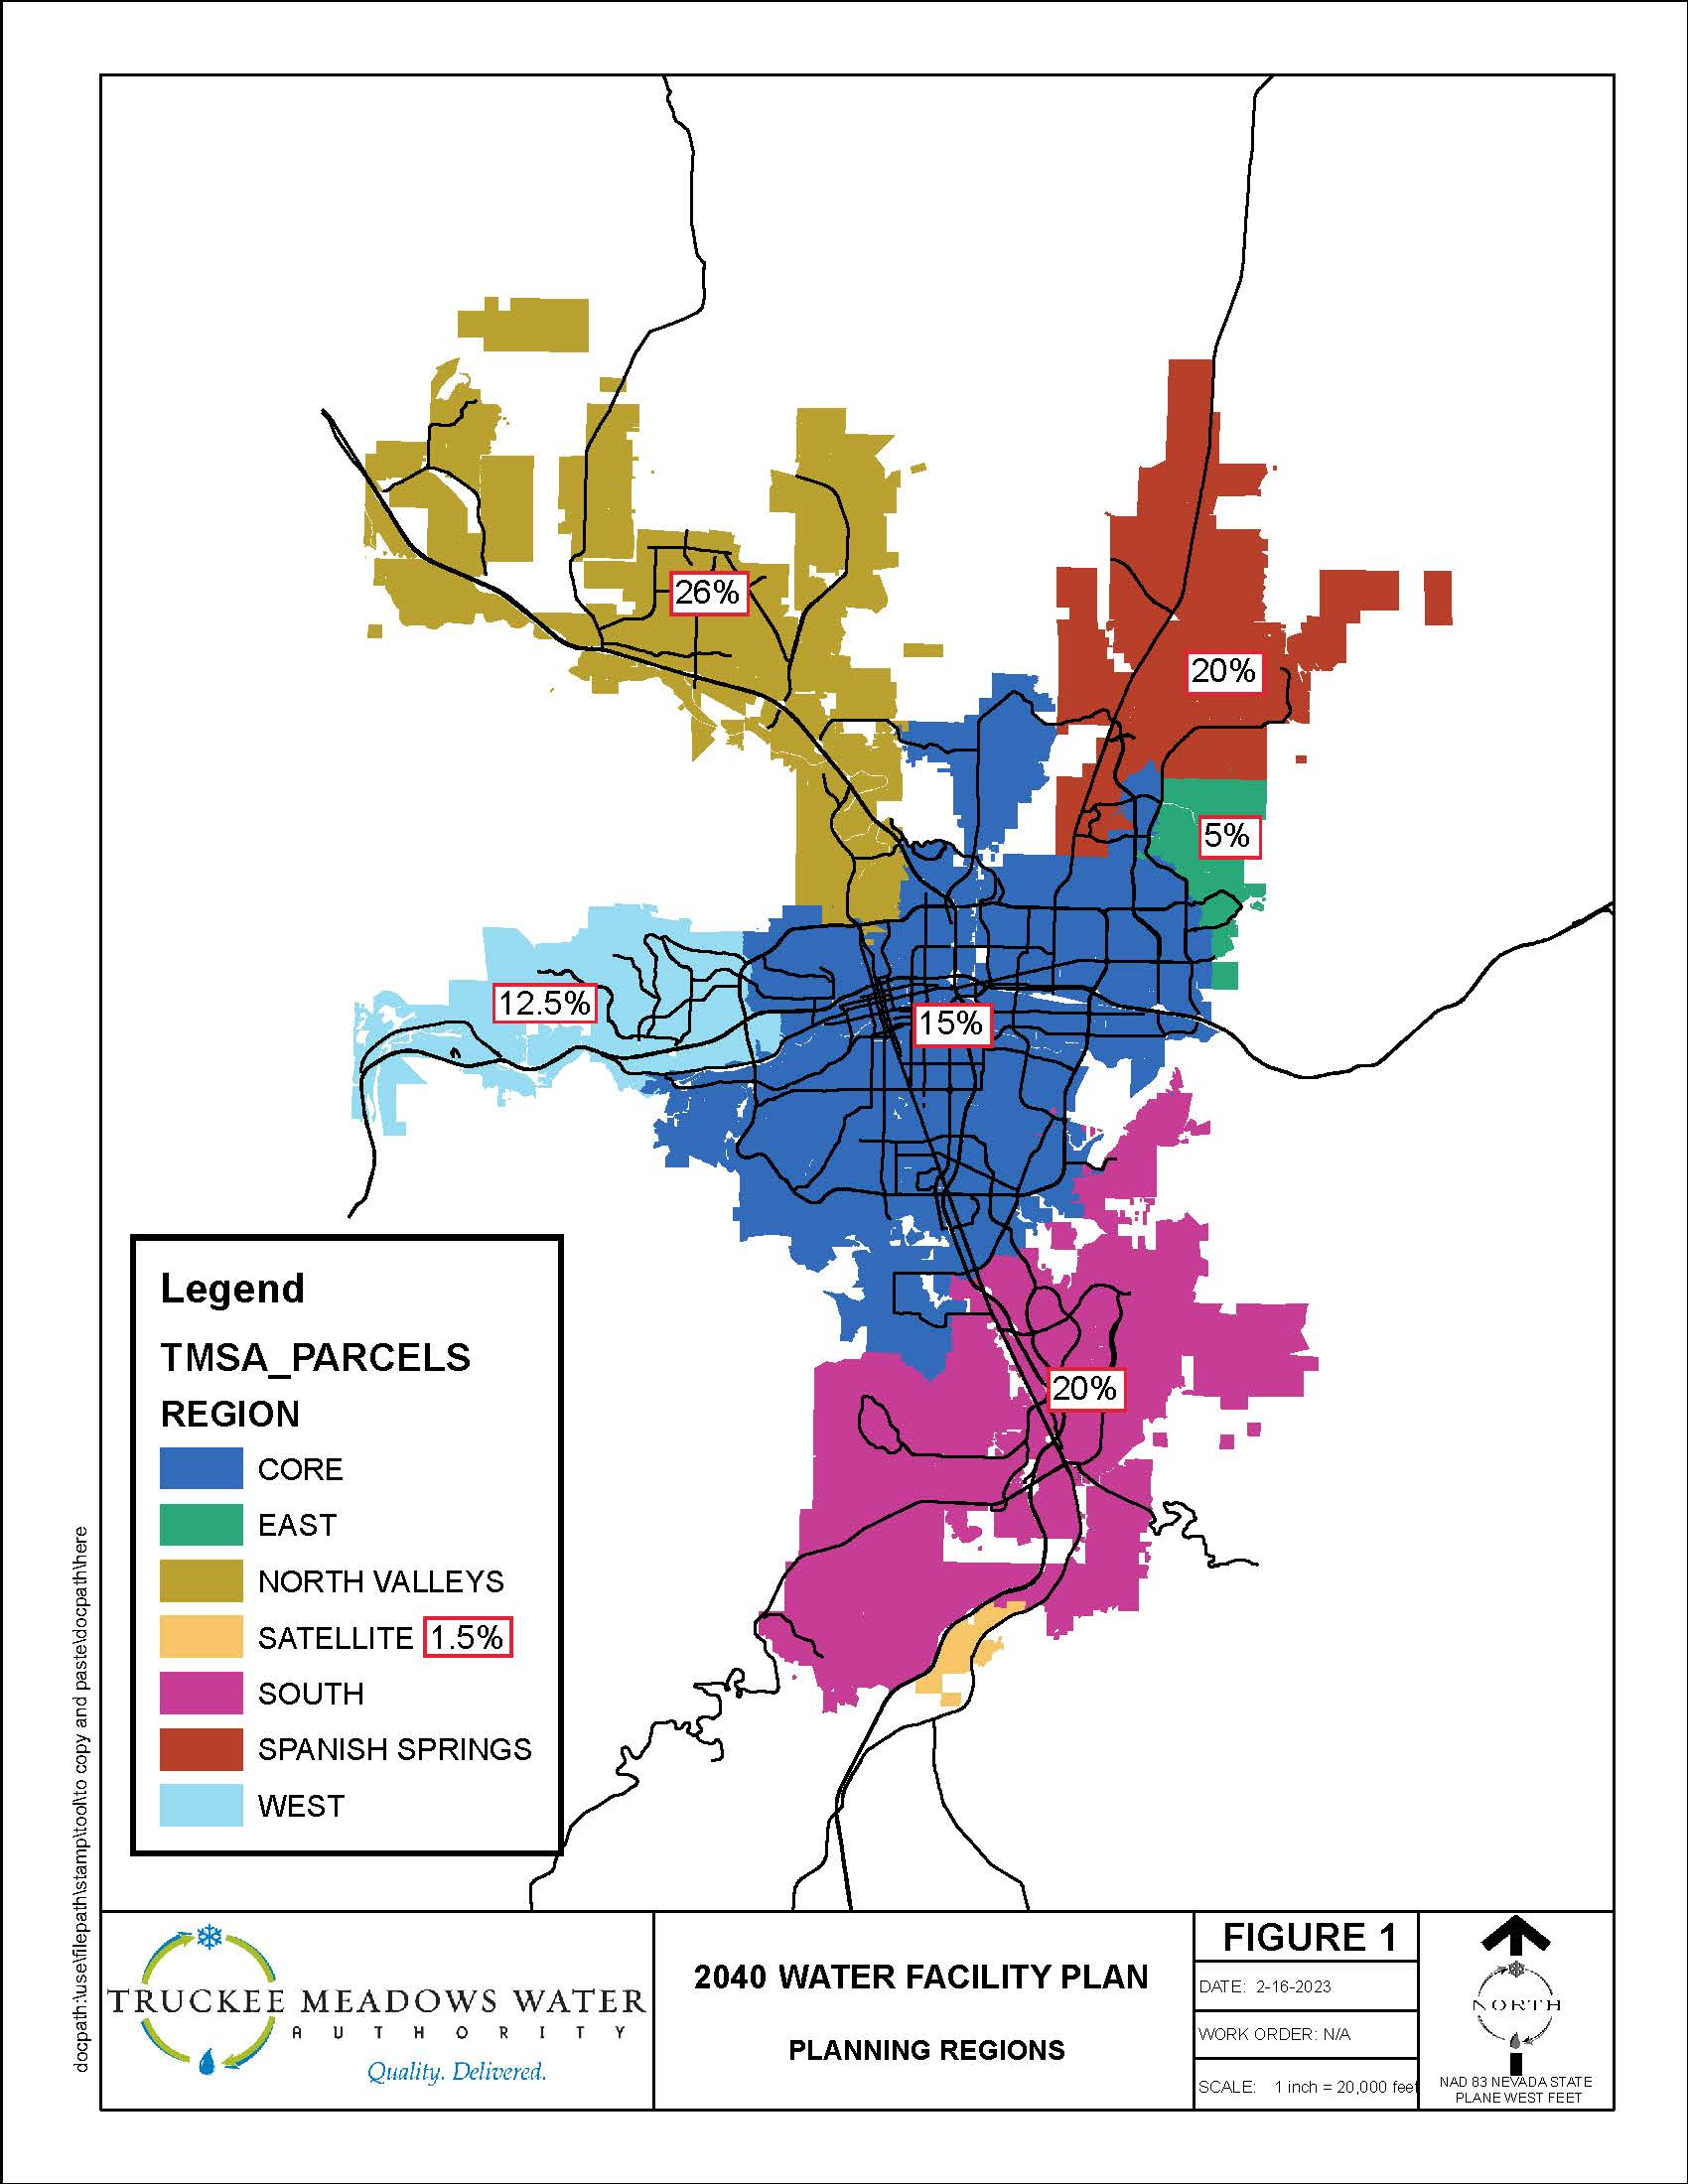 26%
20%
5%
12.5%
15%
20%
Legend
TMSA_PARCELS
REGION
CORE
EAST
NORTH VALLEYS
SATELLITE 1.5%
SOUTH
SPANISH SPRINGS
WEST
docpath:\use\filepath\stamp\tool\to copy and paste\docpath\here
TRUCKEE MEADOWS WATER
AUTHORITY
Quality. Delivered.
2040 WATER FACILITY PLAN
PLANNING REGIONS
FIGURE 1
DATE: 2-16-2023
WORK ORDER: N/A
SCALE: 1 inch = 20,000 feet
NORTH
NAD 83 NEVADA STATE
PLANE WEST FEET